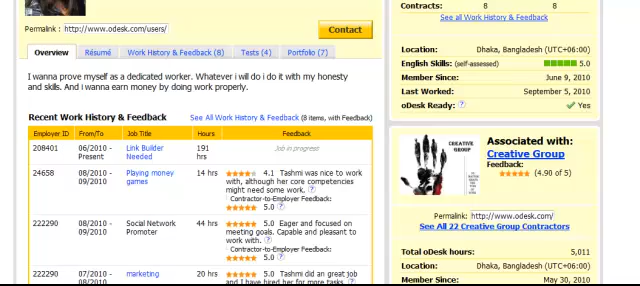 Permalink : http://www.odesk.com/users/
Contact
Overview
Résumé
Work History & Feedback (8)
Tests (4)
Portfolio (7)
I wanna prove myself as a dedicated worker. Whatever i will do i do it with my honesty
and skills. And i wanna earn money by doing work properly.
Recent Work History & Feedback
See All Work History & Feedback (8 items, with Feedback)
Employer ID From/To Job Title Hours Feedback
208401 06/2010 - Link Builder 191 Job in progress
Present Needed hrs
24658 08/2010 - Playing money 14 hrs 4.1 Tashmi was nice to work
09/2010 games with, although her core competencies
might need some work. ?
Contractor-to-Employer Feedback:
5.0 ?
222290 08/2010 - Social Network 44 hrs 5.0 Eager and focused on
09/2010 Promoter meeting goals. Capable and pleasant to
work with. ?
Contractor-to-Employer Feedback:
5.0 ?
222290 07/2010 - marketing 20 hrs 5.0 Tashmi did an great job
08/2010 and I have hired her for more tasks. ?
Contracts: 8 8
See all Work History & Feedback
Location: Dhaka, Bangladesh (UTC+06:00)
English Skills: (self-assessed) 5.0
Member Since: June 9, 2010
Last Worked: September 5, 2010
oDesk Ready: ? Yes
CREATIVE
GROUP
Associated with:
Creative Group
Feedback:
(4.90 of 5)
Permalink: http://www.odesk.com/
See All 22 Creative Group Contractors
Total oDesk hours: 5,011
Location: Dhaka, Bangladesh (UTC+06:00)
Member Since: May 30, 2010